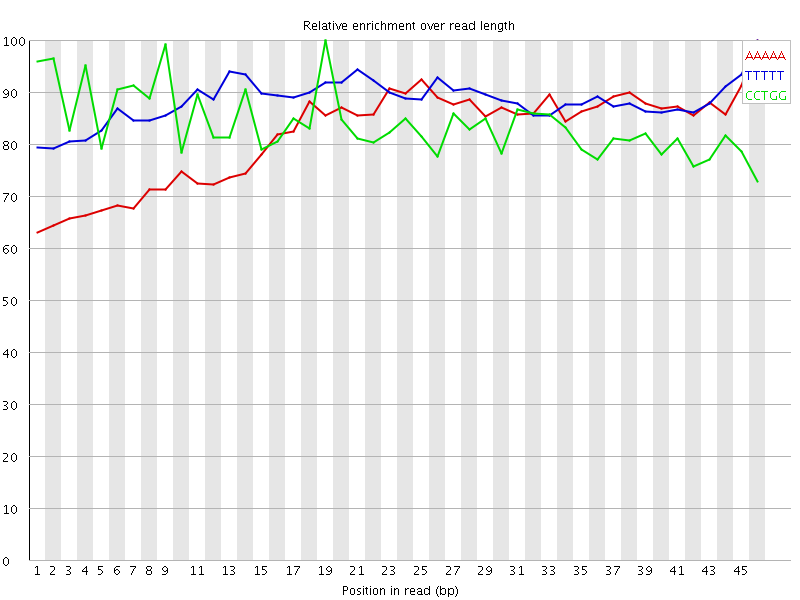 Relative enrichment over read length
100
90
80
70
60
50
40
30
20
10
0
AAAAA
TTTTT
CCTGG
1 2 3 4 5 6 7 8 9 11 13 15 17 19 21 23 25 27 29 31 33 35 37 39 41 43 45
Position in read (bp)